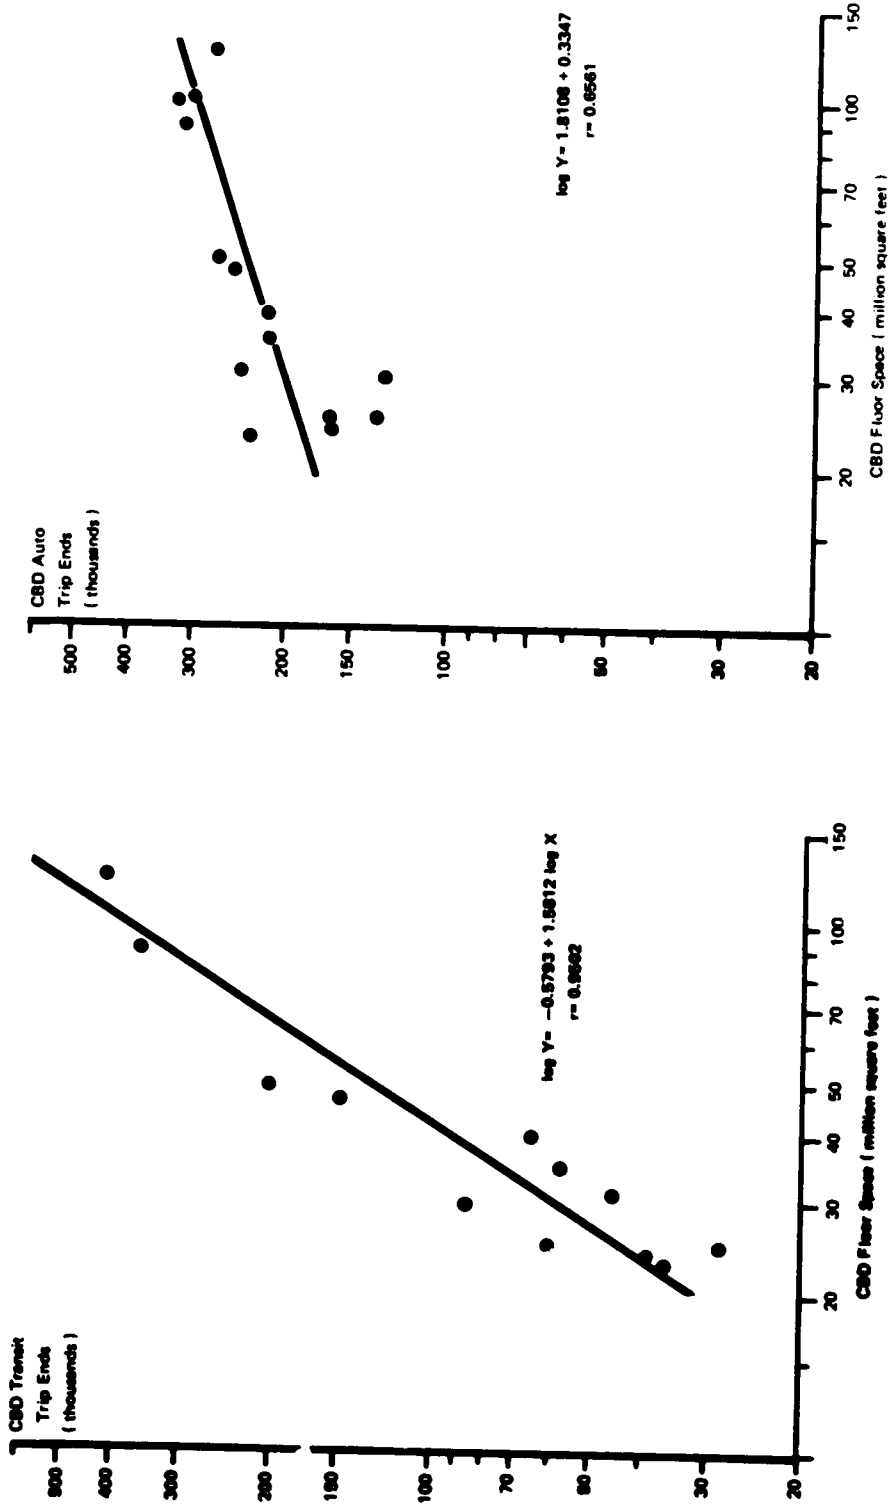 CBD Transit
Trip Ends
( thousands )
500
400
300
200
150
100
70
50
30
20
log Y= −0.5793 + 1.5812 log X
r=
20
30
40
50
70
100
150
CBD Floor Space ( million square feet )
CBD Auto
Trip Ends
( thousands )
500
400
300
200
150
100
50
30
20
log Y= 1.8108 + 0.3347
r= 0.6561
20
30
40
50
70
100
150
CBD Floor Space ( million square feet )